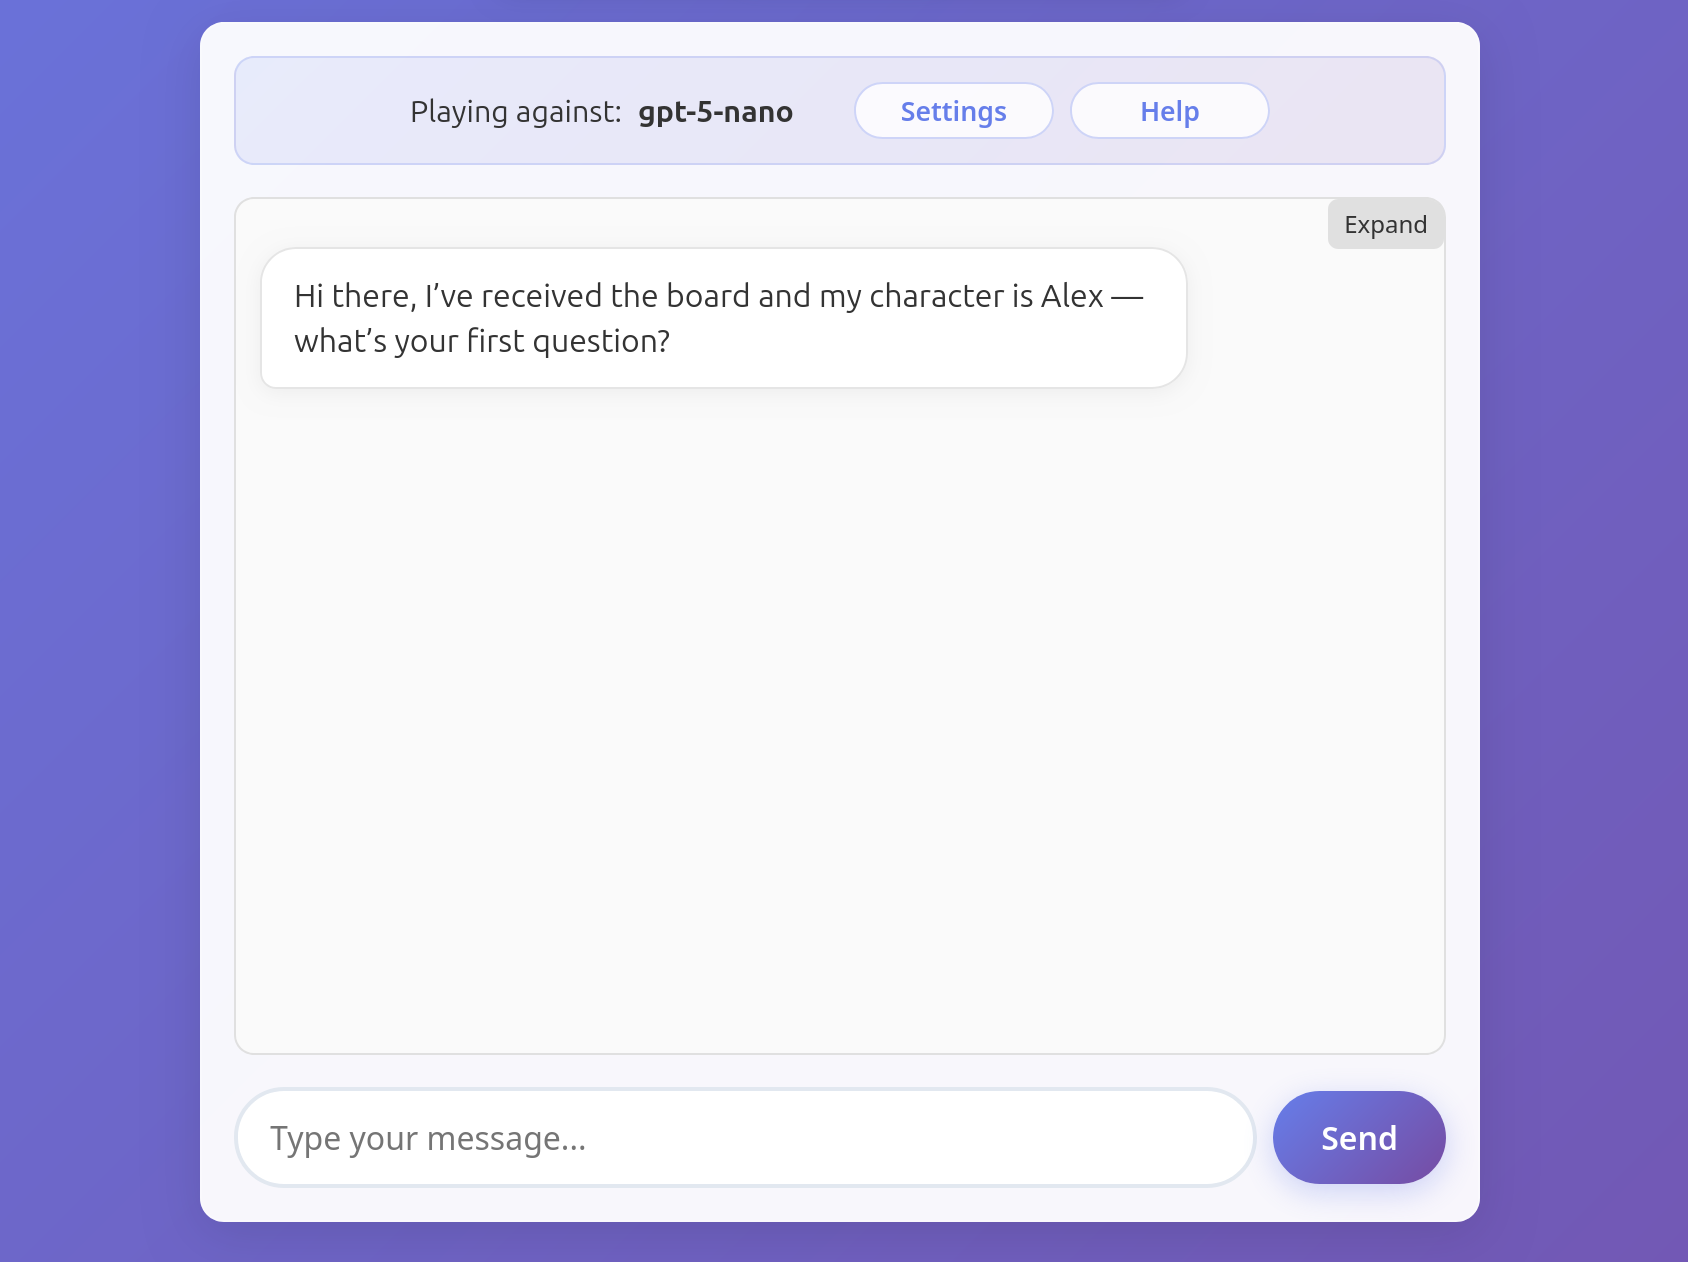 Playing against: gpt-5-nano Settings Help
Expand
Hi there, I’ve received the board and my character is Alex —
what’s your first question?
Type your message...
Send